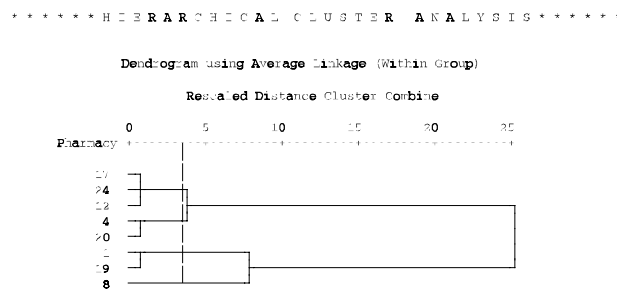 * * * * * * H I E R A R C H I C A L C L U S T E R A N A L Y S I S * * * * *
Dendrogram using Average Linkage (Within Group)
Rescaled Distance Cluster Combine
0 5 10 15 20 25
Pharmacy
17
24
12
4
20
1
19
8